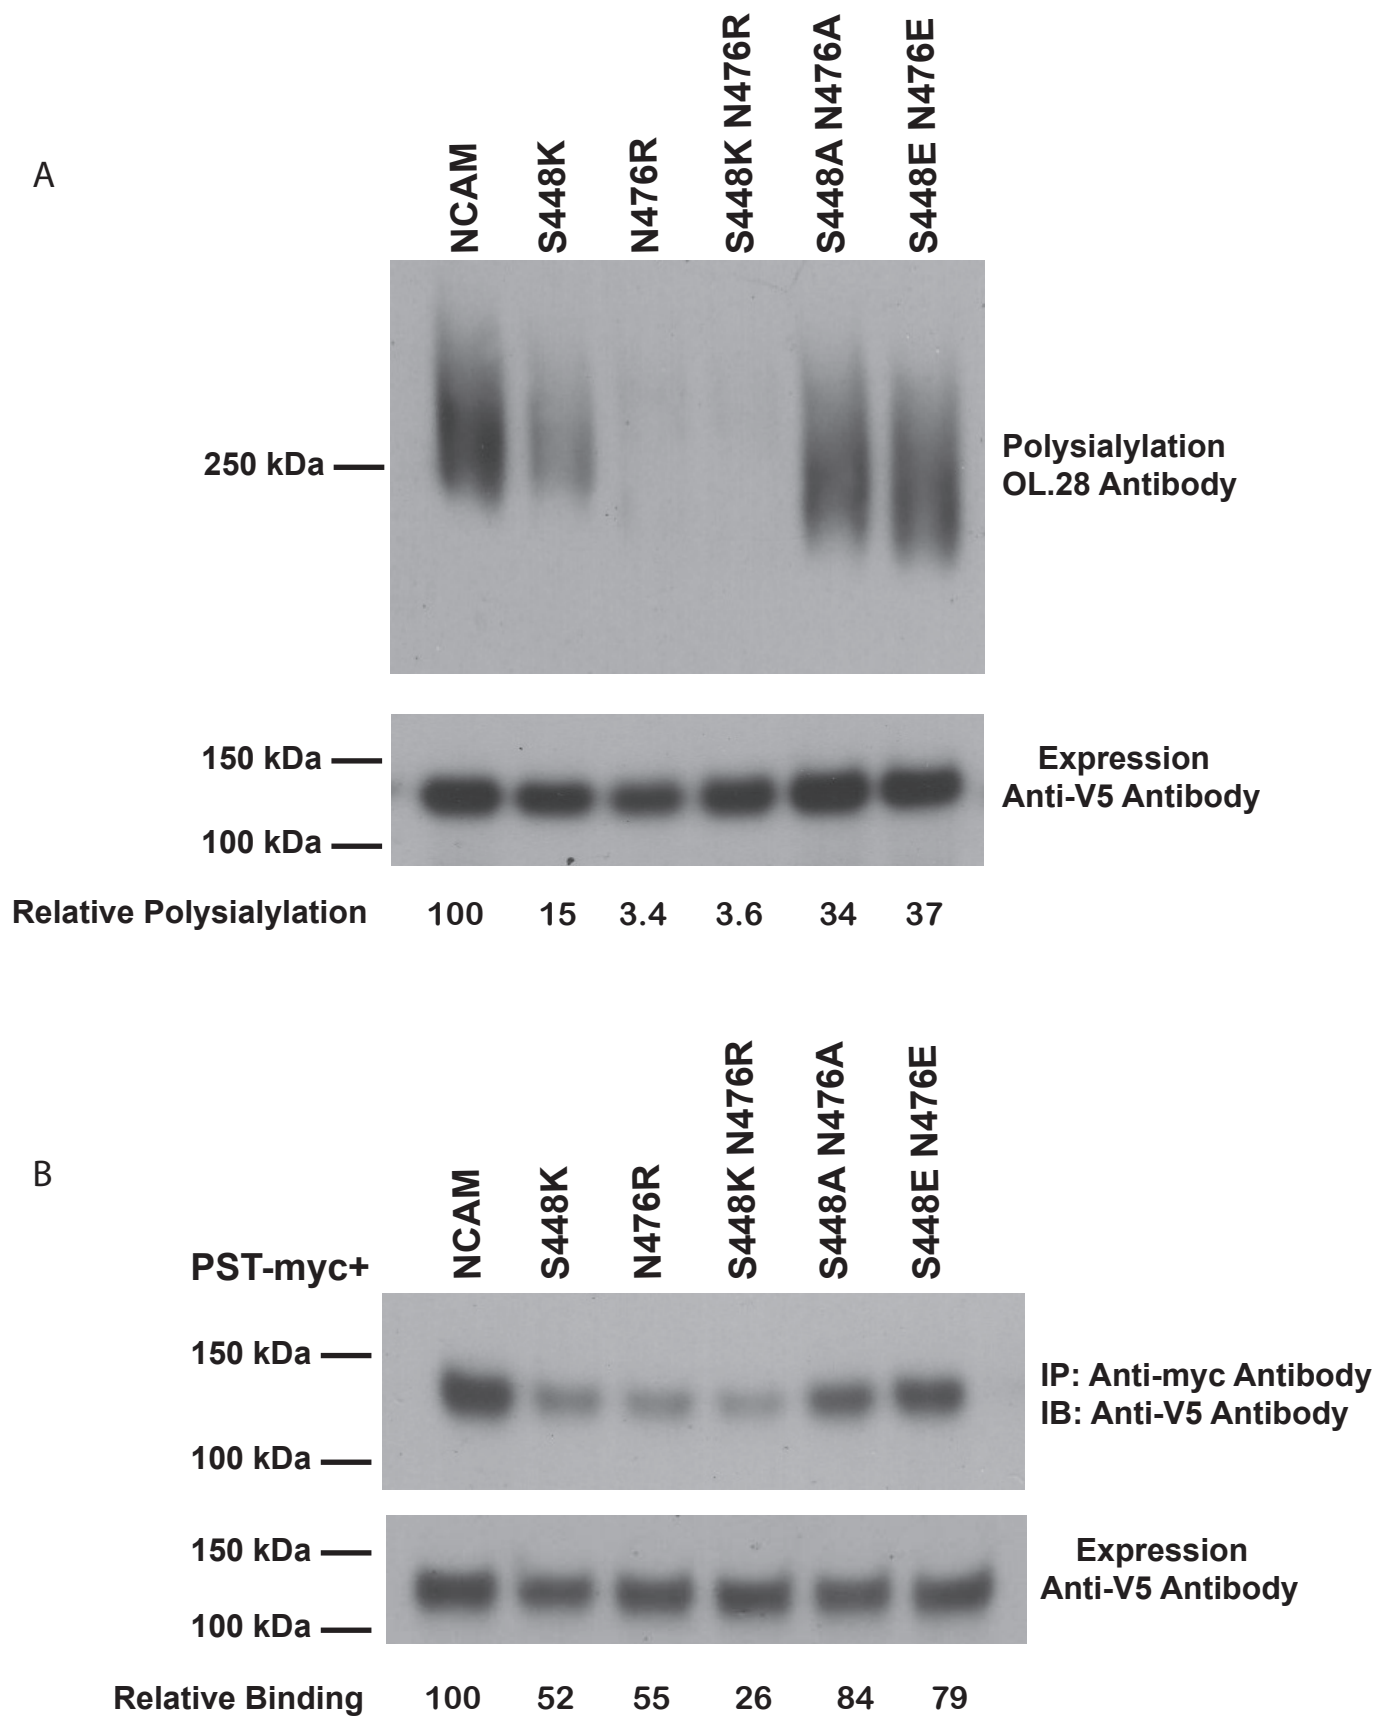 A
NCAM
S448K
N476R
S448K N476R
S448A N476A
S448E N476E
250 kDa
Polysialylation
OL.28 Antibody
150 kDa
100 kDa
Expression
Anti-V5 Antibody
Relative Polysialylation 100 15 3.4 3.6 34 37
B
PST-myc+
NCAM
S448K
N476R
S448K N476R
S448A N476A
S448E N476E
150 kDa
100 kDa
IP: Anti-myc Antibody
IB: Anti-V5 Antibody
150 kDa
100 kDa
Expression
Anti-V5 Antibody
Relative Binding 100 52 55 26 84 79